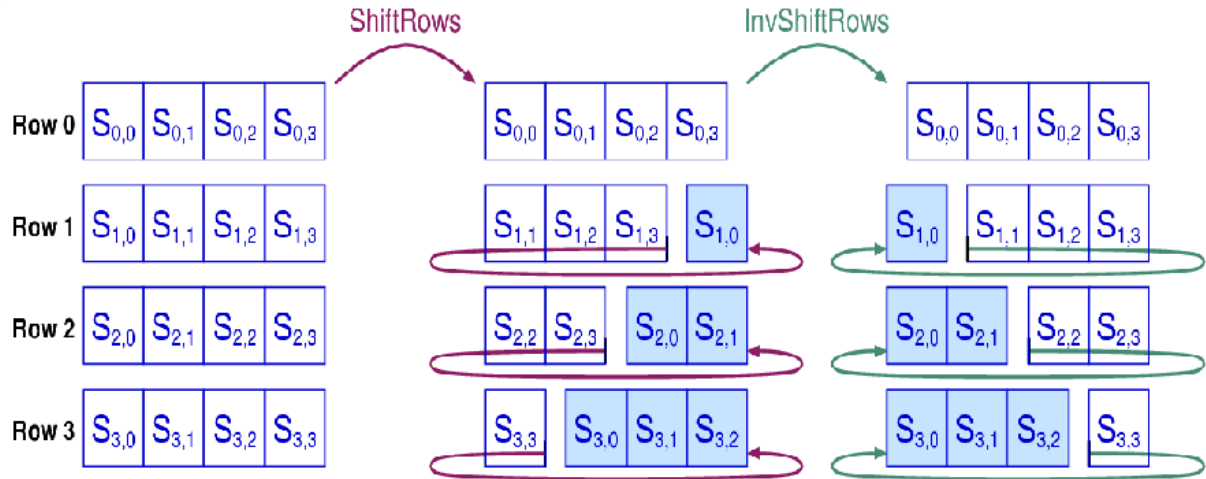 ShiftRows InvShiftRows
Row 0 S0,0 S0,1 S0,2 S0,3 S0,0 S0,1 S0,2 S0,3 S0,0 S0,1 S0,2 S0,3
Row 1 S1,0 S1,1 S1,2 S1,3 S1,1 S1,2 S1,3 S1,0 S1,0 S1,1 S1,2 S1,3
Row 2 S2,0 S2,1 S2,2 S2,3 S2,2 S2,3 S2,0 S2,1 S2,0 S2,1 S2,2 S2,3
Row 3 S3,0 S3,1 S3,2 S3,3 S3,3 S3,0 S3,1 S3,2 S3,0 S3,1 S3,2 S3,3